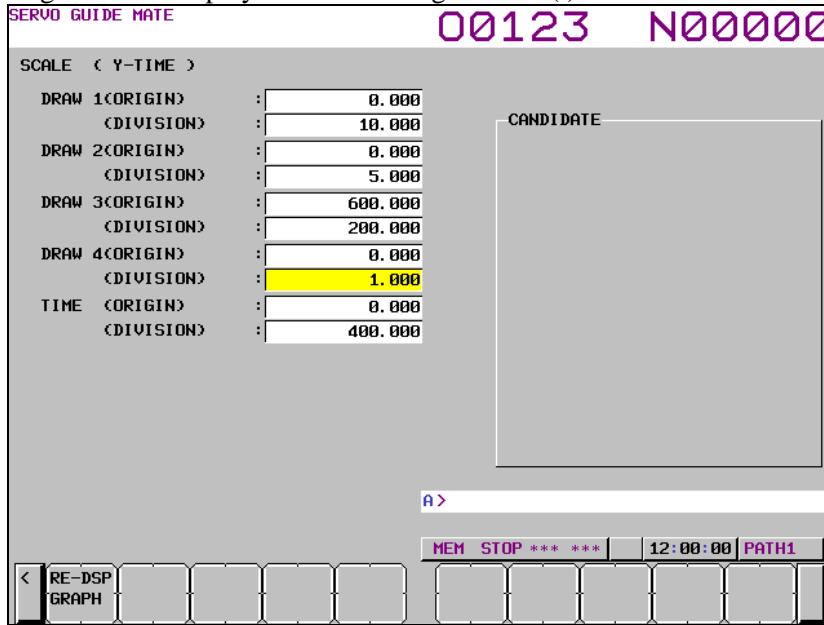 SERVO GUIDE MATE
O0123 N00000
SCALE ( Y-TIME )
DRAW 1(ORIGIN) : 0.000
(DIVISION) : 10.000
DRAW 2(ORIGIN) : 0.000
(DIVISION) : 5.000
DRAW 3(ORIGIN) : 600.000
(DIVISION) : 200.000
DRAW 4(ORIGIN) : 0.000
(DIVISION) : 1.000
TIME (ORIGIN) : 0.000
(DIVISION) : 400.000
CANDIDATE
A>
MEM STOP *** *** 12:00:00 PATH1
< RE-DSP
GRAPH